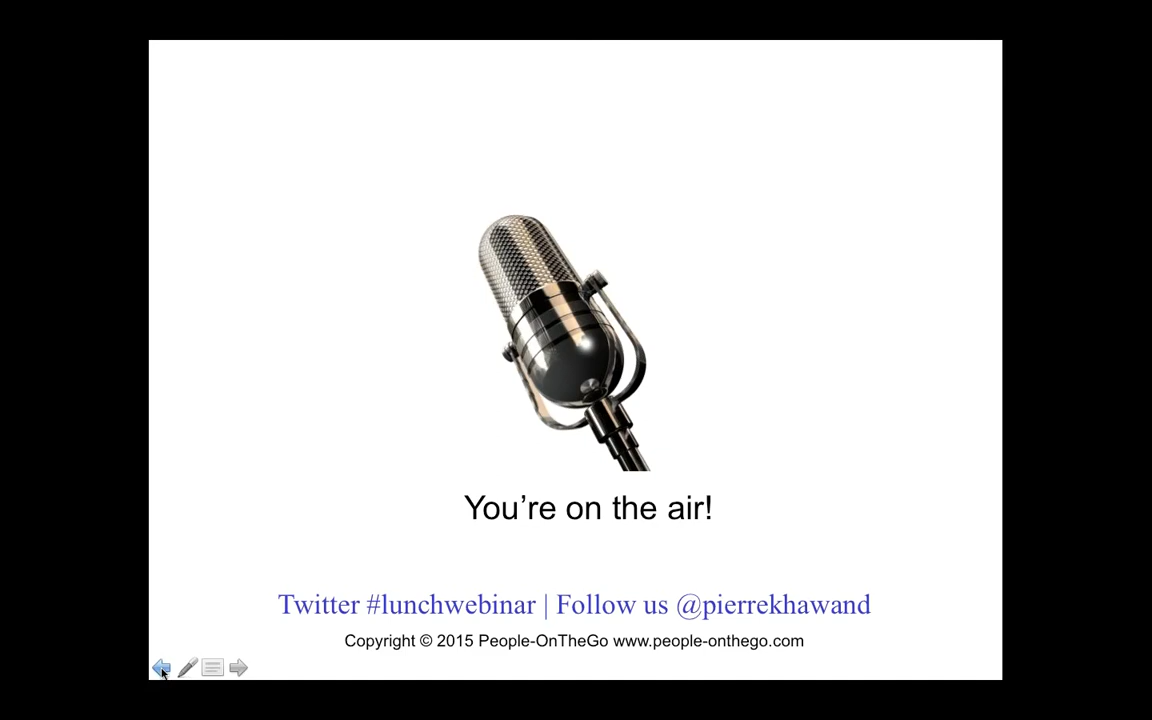 You’re on the air!
Twitter #lunchwebinar | Follow us @pierrekhawand
Copyright © 2015 People-OnTheGo www.people-onthego.com